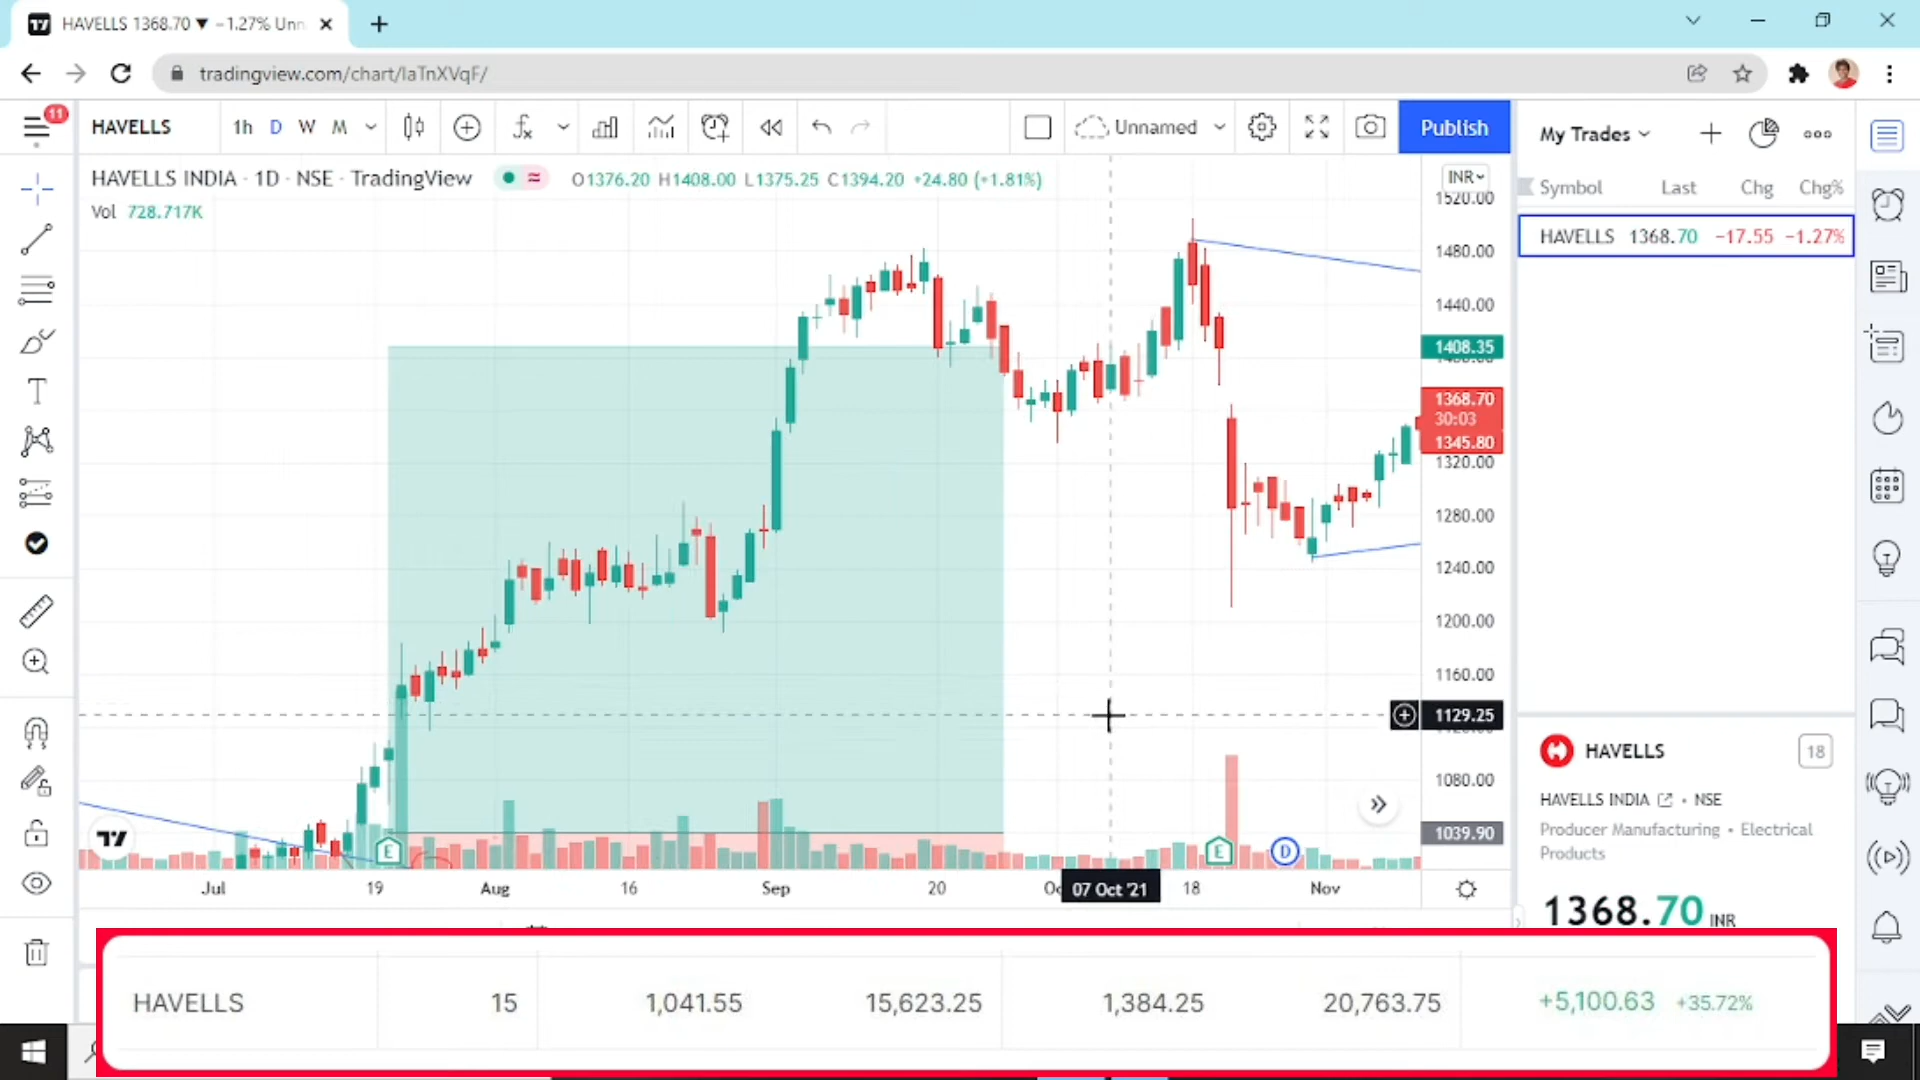 HAVELLS 1368.70 ▼ −1.27% Unn
tradingview.com/chart/IaTnXVqF/
11
HAVELLS 1h D W M
Unnamed
Publish
My Trades
HAVELLS INDIA · 1D · NSE · TradingView O1376.20 H1408.00 L1375.25 C1394.20 +24.80 (+1.81%)
Vol 728.717K
INR
Symbol Last Chg Chg%
HAVELLS 1368.70 −17.55 −1.27%
1520.00
1480.00
1440.00
1408.35
1368.70
30:03
1345.80
1320.00
1280.00
1240.00
1200.00
1160.00
1129.25
1080.00
1039.90
E
E
D
Jul 19 Aug 16 Sep 20 07 Oct '21 18 Nov
HAVELLS 18
HAVELLS INDIA • NSE
Producer Manufacturing • Electrical
Products
1368.70 INR
HAVELLS 15 1,041.55 15,623.25 1,384.25 20,763.75 +5,100.63 +35.72%